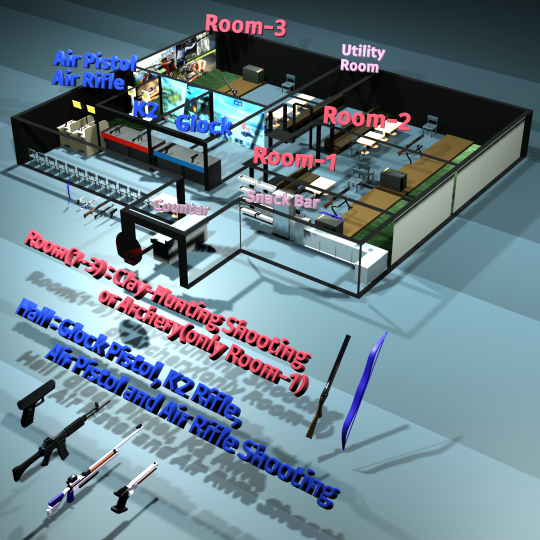 Room-3
Utility
Room
Air Pistol
Air Rifle
K2
Glock
Room-2
Room-1
Snack Bar
Counter
Room(1~3) : Clay-Hunting Shooting
or Archery(only Room-1)
Hall : Glock Pistol, K2 Rifle,
Air Pistol and Air Rifle Shooting